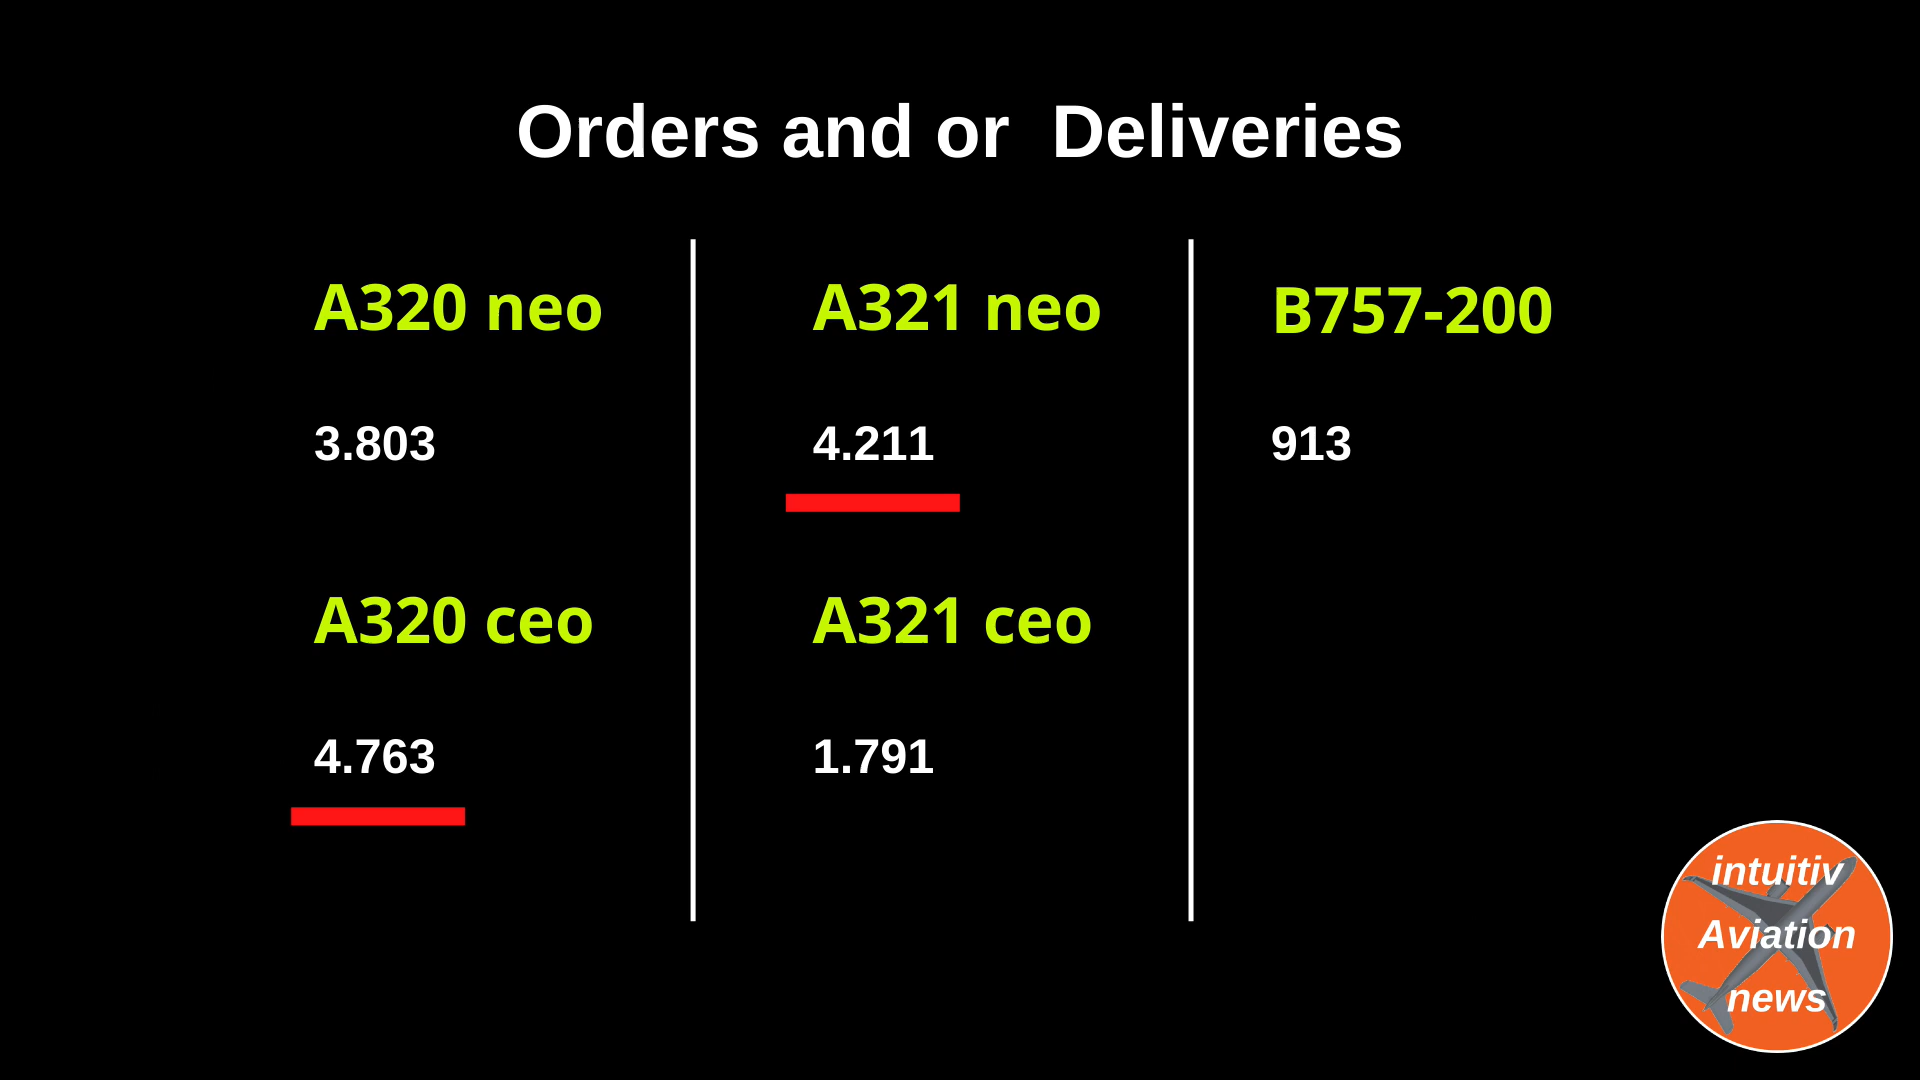 Orders and or  Deliveries
A320 neo
3.803
A320 ceo
4.763
A321 neo
4.211
A321 ceo
1.791
B757-200
913
intuitiv
Aviation
news